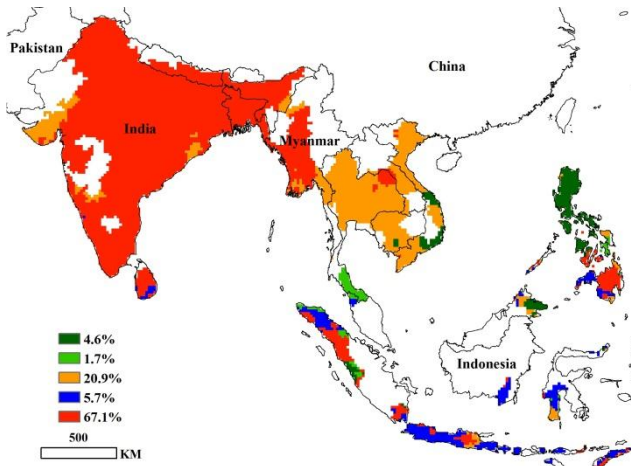 Pakistan
China
India
Myanmar
4.6%
1.7%
20.9%
5.7%
67.1%
Indonesia
500
KM